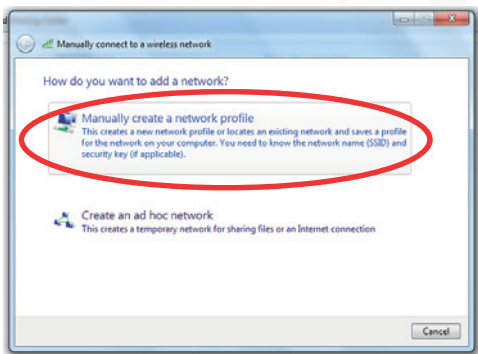 Manually connect to a wireless network
How do you want to add a network?
Manually create a network profile
This creates a new network profile or locates an existing network and saves a profile
for the network on your computer. You need to know the network name (SSID) and
security key (if applicable).
Create an ad hoc network
This creates a temporary network for sharing files or an Internet connection
Cancel